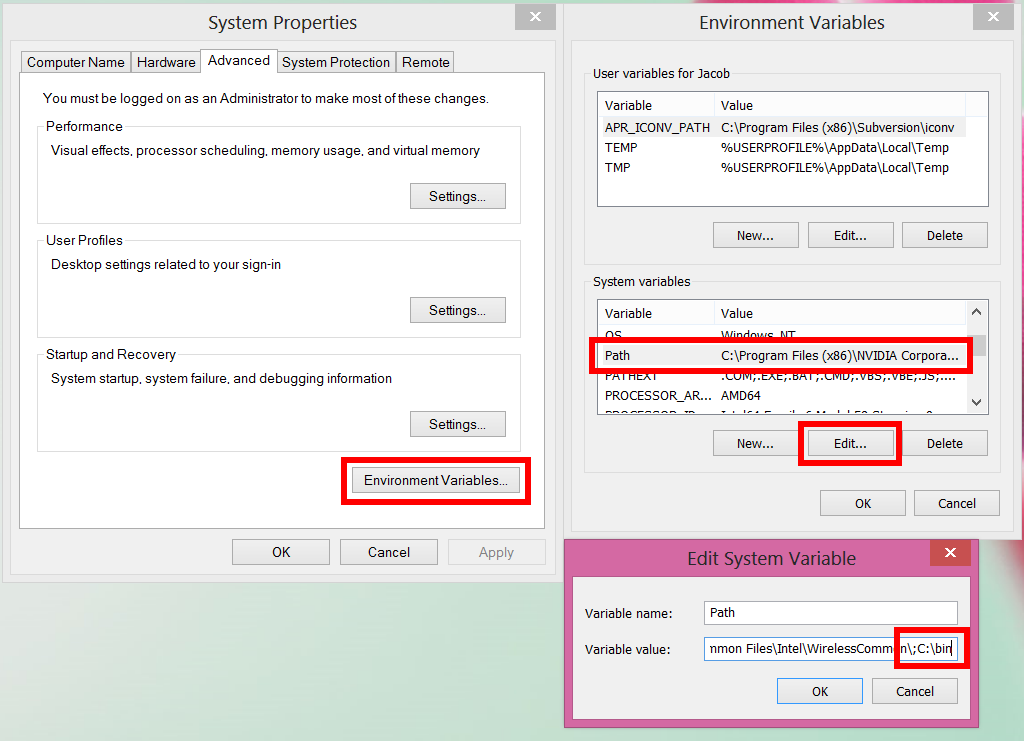 System Properties
Computer Name Hardware Advanced System Protection Remote
You must be logged on as an Administrator to make most of these changes.
Performance
Visual effects, processor scheduling, memory usage, and virtual memory
Settings...
User Profiles
Desktop settings related to your sign-in
Settings...
Startup and Recovery
System startup, system failure, and debugging information
Settings...
Environment Variables...
OK Cancel Apply
Environment Variables
User variables for Jacob
Variable Value
APR_ICONV_PATH C:\Program Files (x86)\Subversion\iconv
TEMP %USERPROFILE%\AppData\Local\Temp
TMP %USERPROFILE%\AppData\Local\Temp
New... Edit... Delete
System variables
Variable Value
OS Windows_NT
Path C:\Program Files (x86)\NVIDIA Corpora...
PATHEXT .COM;.EXE;.BAT;.CMD;.VBS;.VBE;.JS;....
PROCESSOR_AR... AMD64
New... Edit... Delete
OK Cancel
Edit System Variable
Variable name: Path
Variable value: nmon Files\Intel\WirelessCommon\;C:\bin
OK Cancel